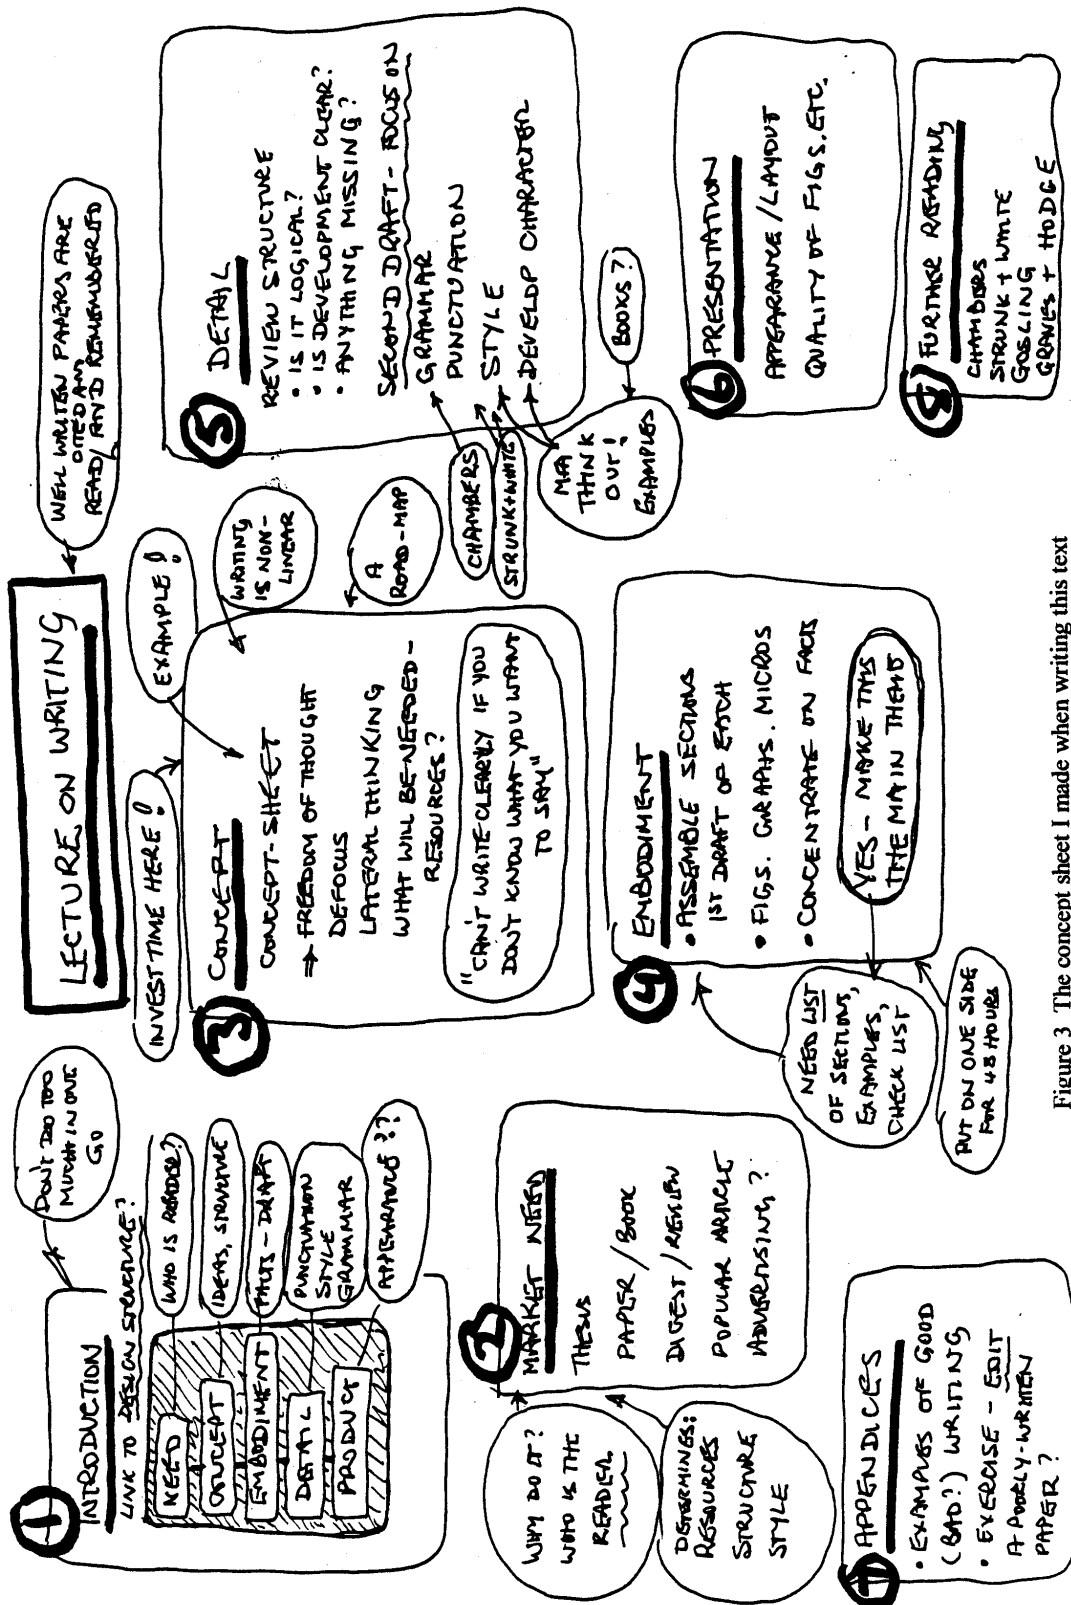 LECTURE ON WRITING
WELL WRITTEN PAPERS ARE
CITED AND
READ, AND REMEMBERED
DON'T DO TOO
MUCH IN ONE
GO
1
INTRODUCTION
LINK TO DESIGN STRUCTURE?
NEED
CONCEPT
EMBODIMENT
DETAIL
PRODUCT
WHO IS READER?
IDEAS, STRUCTURE
FACTS - DRAFT
PUNCTUATION
STYLE
GRAMMAR
APPEARANCE??
2
MARKET NEED
THESIS
PAPER / BOOK
DIGEST / REVIEW
POPULAR ARTICLE
ADVERTISING?
WHY DO IT?
WHO IS THE
READER
DETERMINES:
RESOURCES
STRUCTURE
STYLE
INVEST TIME HERE!
EXAMPLE!
3
CONCEPT
CONCEPT-SHEET
⇒ FREEDOM OF THOUGHT
DEFOCUS
LATERAL THINKING
WHAT WILL BE NEEDED -
RESOURCES?
"CAN'T WRITE CLEARLY IF YOU
DON'T KNOW WHAT YOU WANT
TO SAY"
WRITING
IS NON-
LINEAR
A
ROAD-MAP
4
EMBODIMENT
• ASSEMBLE SECTIONS
1ST DRAFT OF EACH
• FIGS. GRAPHS. MICROS
• CONCENTRATE ON FACTS
YES - MAKE THIS
THE MAIN THEME
NEED LIST
OF SECTIONS,
EXAMPLES,
CHECK LIST
PUT ON ONE SIDE
FOR 48 HOURS
5
DETAIL
REVIEW STRUCTURE
• IS IT LOGICAL?
• IS DEVELOPMENT CLEAR?
• ANYTHING MISSING?
SECOND DRAFT - FOCUS ON
GRAMMAR
PUNCTUATION
STYLE
DEVELOP CHARACTER
CHAMBERS
STRUNK + WHITE
MFA
THINK
OUT!
EXAMPLES
BOOKS?
6
PRESENTATION
APPEARANCE / LAYOUT
QUALITY OF FIGS. ETC.
7
APPENDICES
• EXAMPLES OF GOOD
(BAD?) WRITING
• EXERCISE - EDIT
A POORLY-WRITTEN
PAPER?
8
FURTHER READING
CHAMBERS
STRUNK + WHITE
GOSLING
GRAVES + HODGE
Figure 3 The concept sheet I made when writing this text